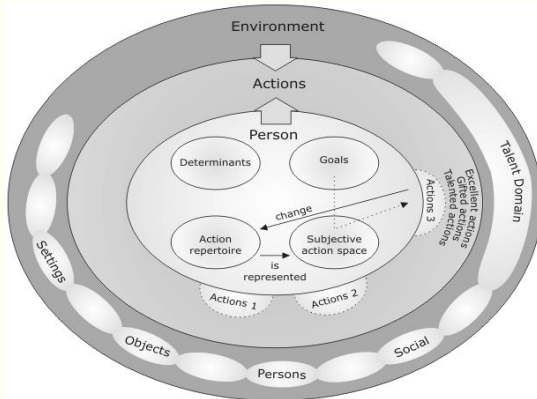 Environment
Actions
Person
Determinants
Goals
change
Action
repertoire
is
represented
Subjective
action space
Actions 1
Actions 2
Actions 3
Excellent actions
Gifted actions
Talented actions
Talent Domain
Settings
Objects
Persons
Social